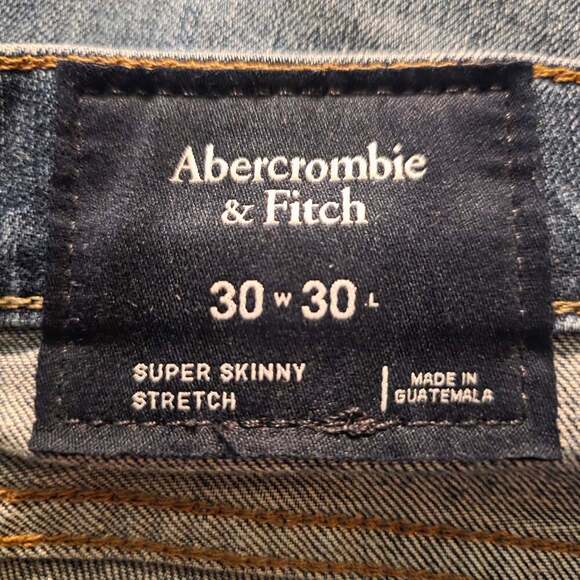 Abercrombie
& Fitch
30 W 30 L
SUPER SKINNY
STRETCH
MADE IN
GUATEMALA